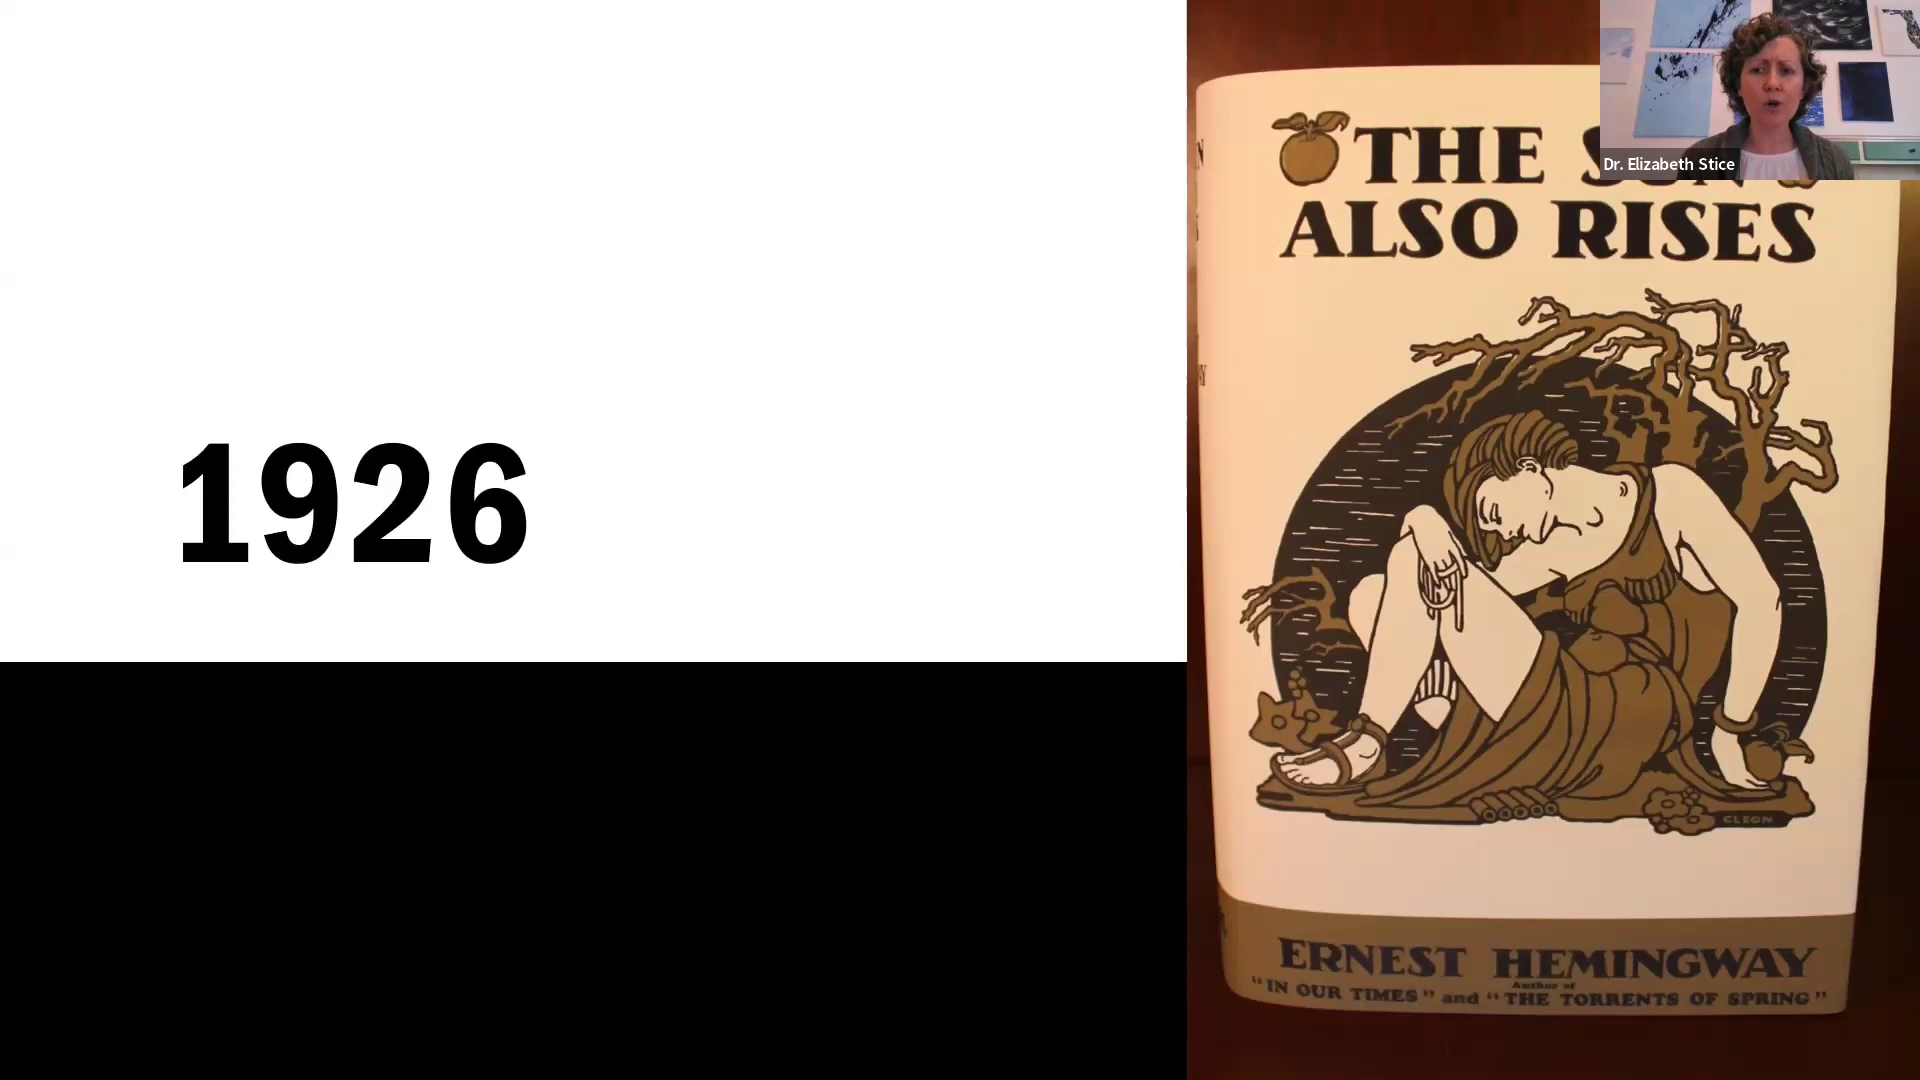 1926
THE S
ALSO RISES
CLEON
ERNEST HEMINGWAY
Author of
"IN OUR TIMES" and "THE TORRENTS OF SPRING"
Dr. Elizabeth Stice